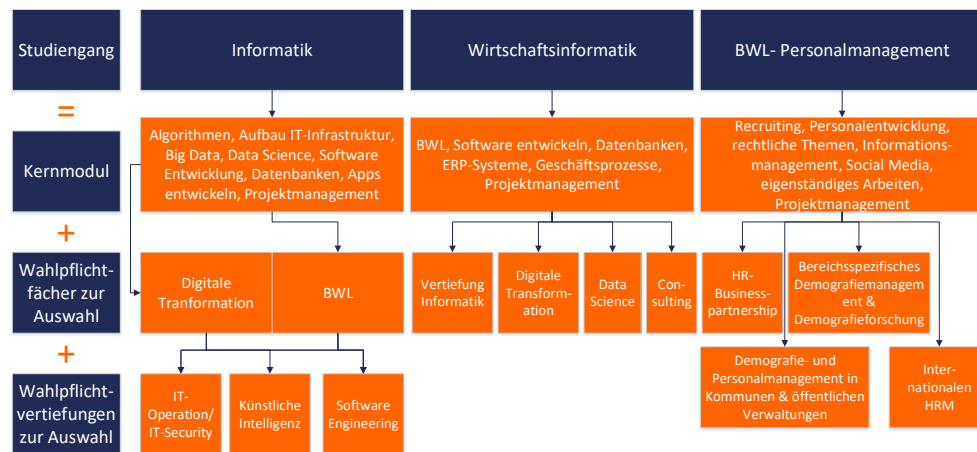 Studiengang
Informatik
Wirtschaftsinformatik
BWL- Personalmanagement
=
Kernmodul
Algorithmen, Aufbau IT-Infrastruktur,
Big Data, Data Science, Software
Entwicklung, Datenbanken, Apps
entwickeln, Projektmanagement
BWL, Software entwickeln, Datenbanken,
ERP-Systeme, Geschäftsprozesse,
Projektmanagement
Recruiting, Personalentwicklung,
rechtliche Themen, Informations-
management, Social Media,
eigenständiges Arbeiten,
Projektmanagement
+
Wahlpflicht-
fächer zur
Auswahl
Digitale
Tranformation
BWL
Vertiefung
Informatik
Digitale
Transform-
ation
Data
Science
Con-
sulting
HR-
Business-
partnership
Bereichsspezifisches
Demografiemanagem
ent &
Demografieforschung
+
Wahlpflicht-
vertiefungen
zur Auswahl
IT-
Operation/
IT-Security
Künstliche
Intelligenz
Software
Engineering
Demografie- und
Personalmanagement in
Kommunen & öffentlichen
Verwaltungen
Inter-
nationalen
HRM